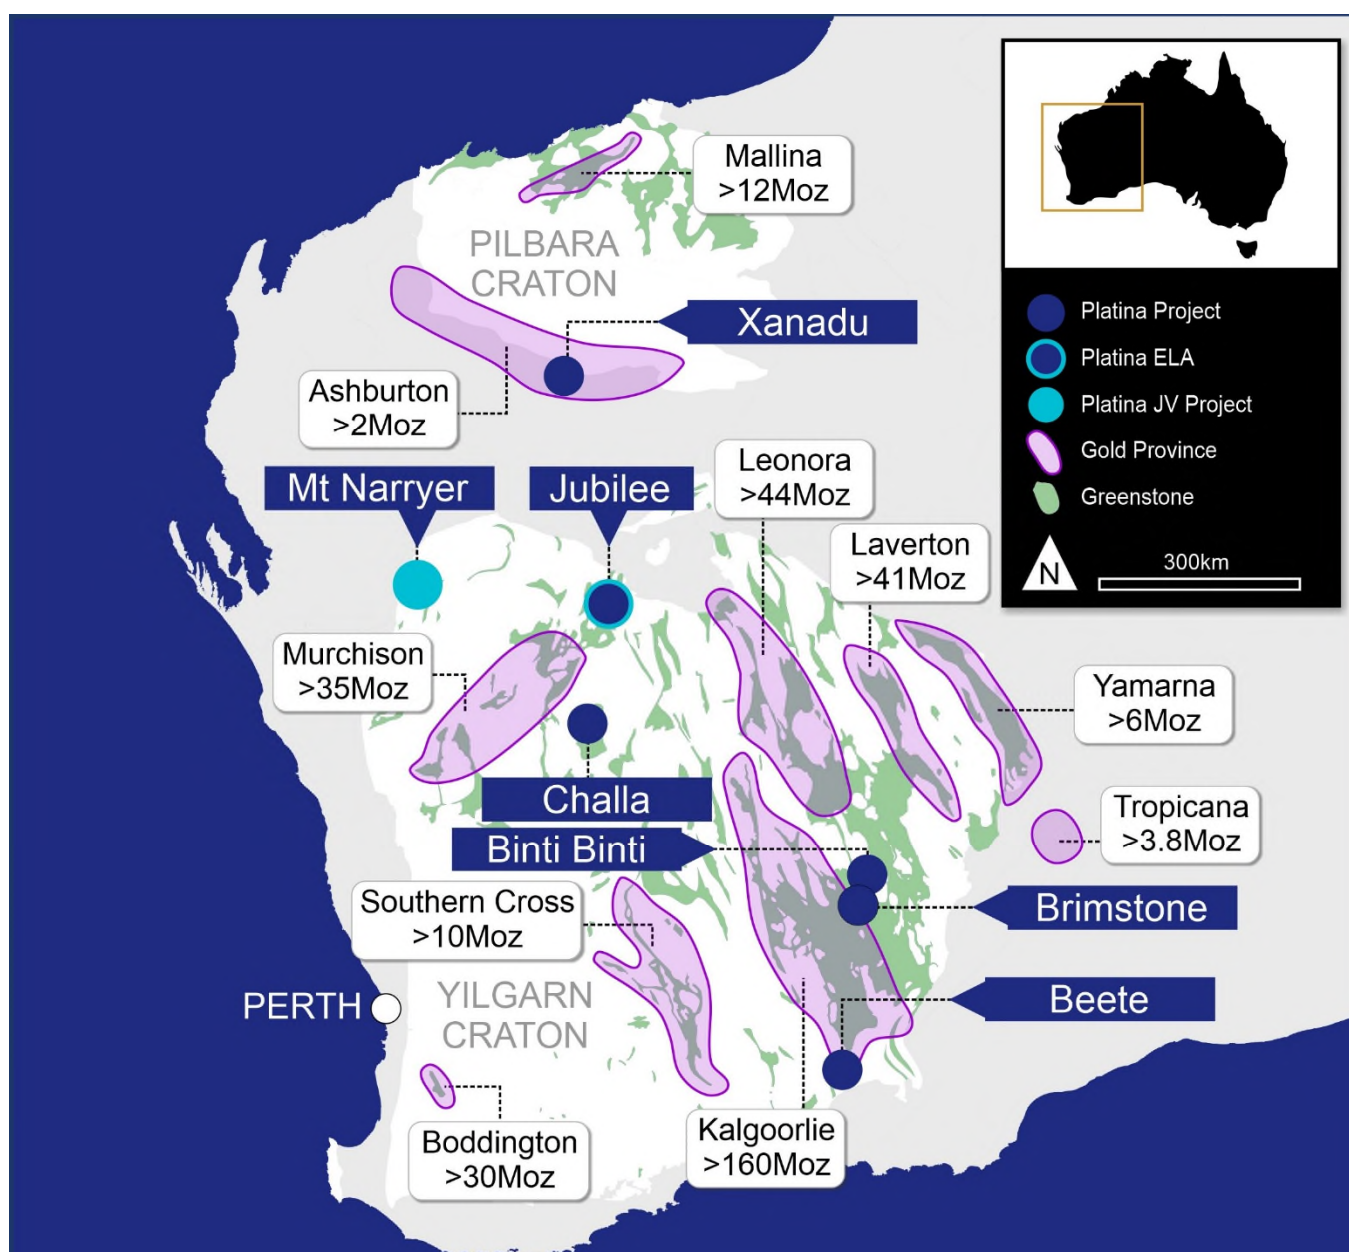 Mallina
>12Moz
PILBARA
CRATON
Xanadu
Ashburton
>2Moz
Platina Project
Platina ELA
Platina JV Project
Gold Province
Greenstone
N
300km
Mt Narryer
Jubilee
Leonora
>44Moz
Laverton
>41Moz
Murchison
>35Moz
Yamarna
>6Moz
Challa
Tropicana
>3.8Moz
Binti Binti
Southern Cross
>10Moz
Brimstone
PERTH
YILGARN
CRATON
Beete
Boddington
>30Moz
Kalgoorlie
>160Moz